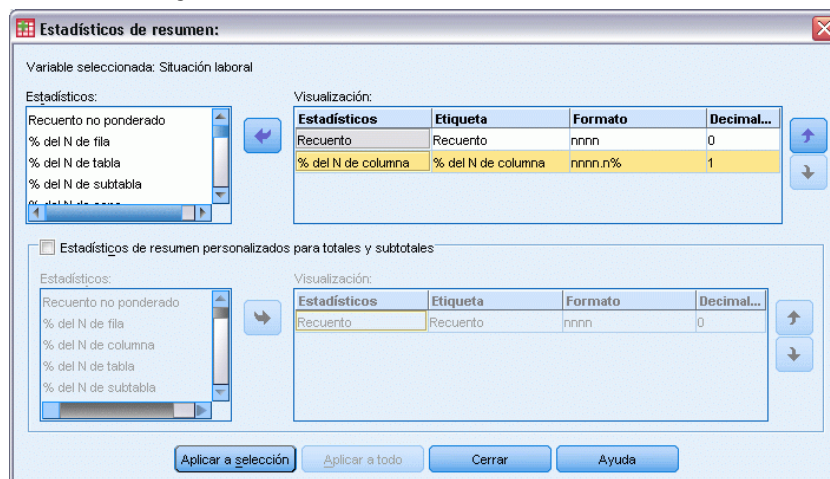 Estadísticos de resumen:
Variable seleccionada: Situación laboral
Estadísticos:
Recuento no ponderado
% del N de fila
% del N de tabla
% del N de subtabla
Visualización:
Estadísticos Etiqueta Formato Decimal...
Recuento Recuento nnnn 0
% del N de columna % del N de columna nnnn.n% 1
Estadísticos de resumen personalizados para totales y subtotales
Estadísticos:
Recuento no ponderado
% del N de fila
% del N de columna
% del N de tabla
% del N de subtabla
Visualización:
Estadísticos Etiqueta Formato Decimal...
Recuento Recuento nnnn 0
Aplicar a selección Aplicar a todo Cerrar Ayuda